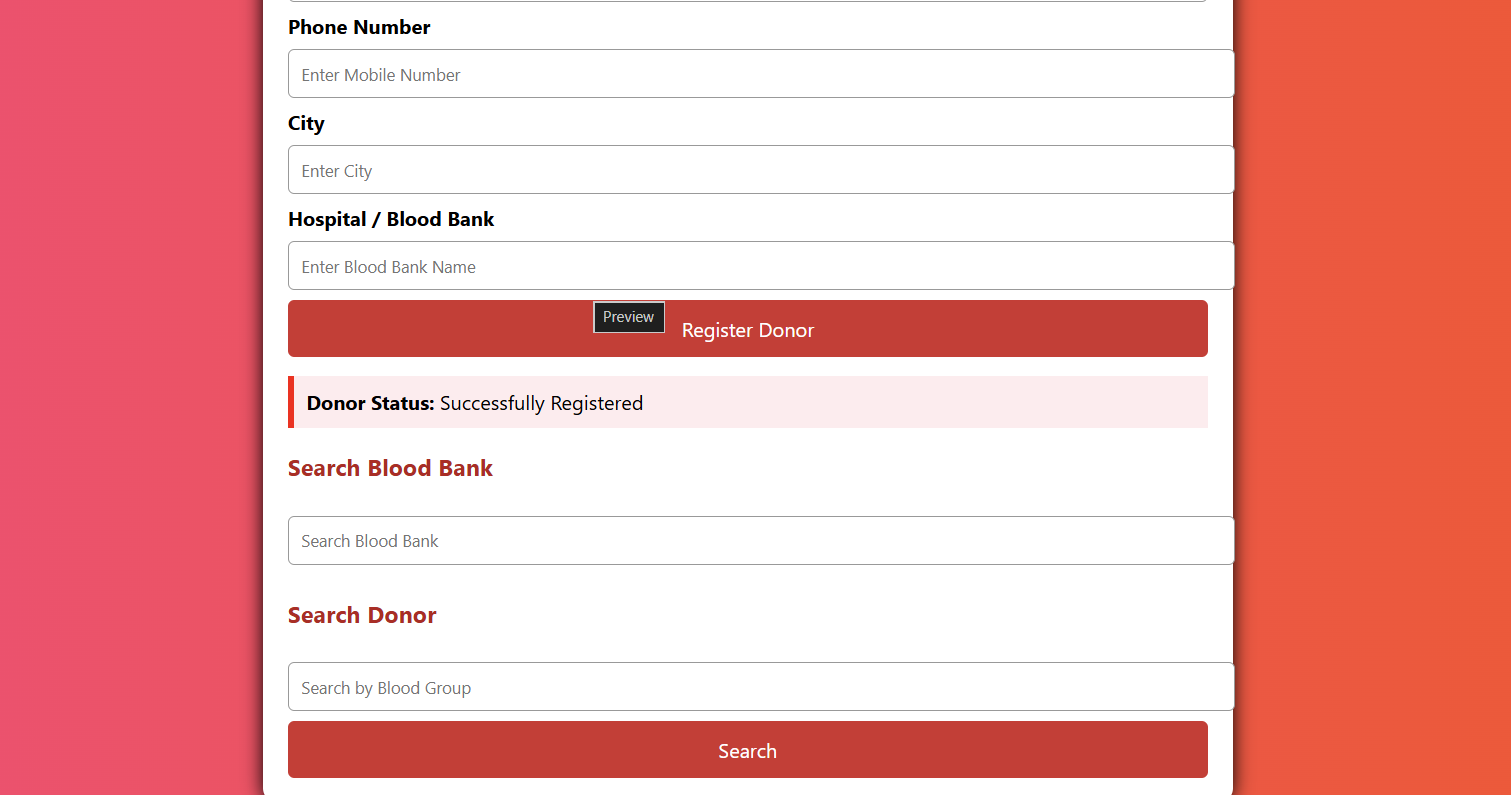 Phone Number
Enter Mobile Number
City
Enter City
Hospital / Blood Bank
Enter Blood Bank Name
Preview
Register Donor
Donor Status: Successfully Registered
Search Blood Bank
Search Blood Bank
Search Donor
Search by Blood Group
Search